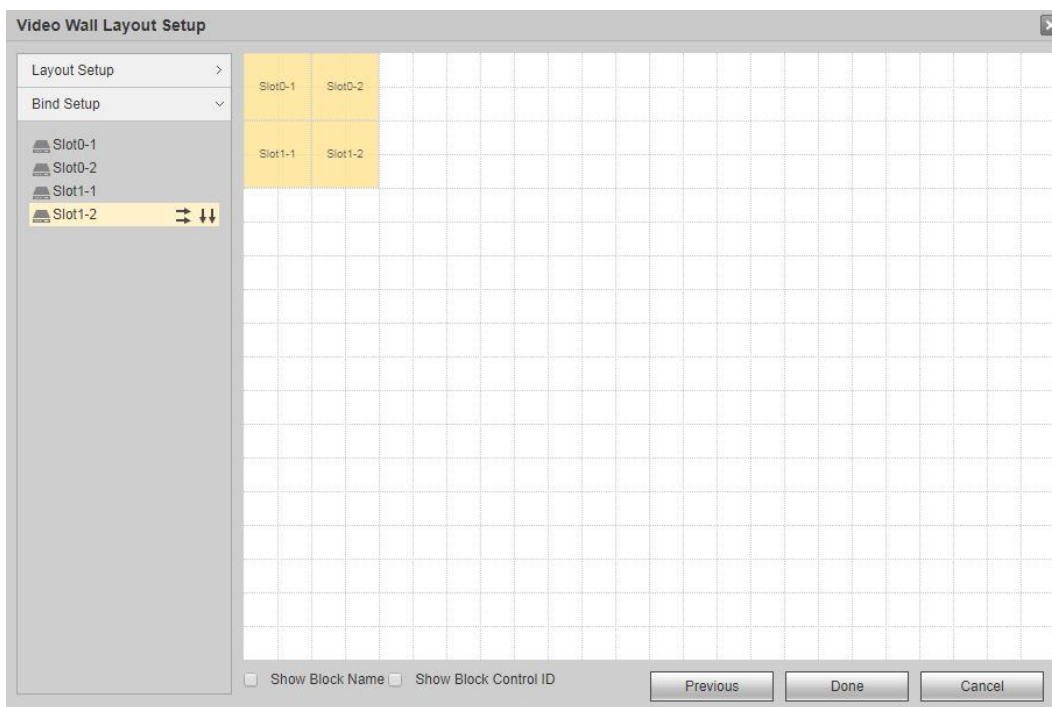 Video Wall Layout Setup
Layout Setup
Bind Setup
Slot0-1
Slot0-2
Slot1-1
Slot1-2
Slot0-1 Slot0-2
Slot1-1 Slot1-2
Show Block Name Show Block Control ID
Previous Done Cancel